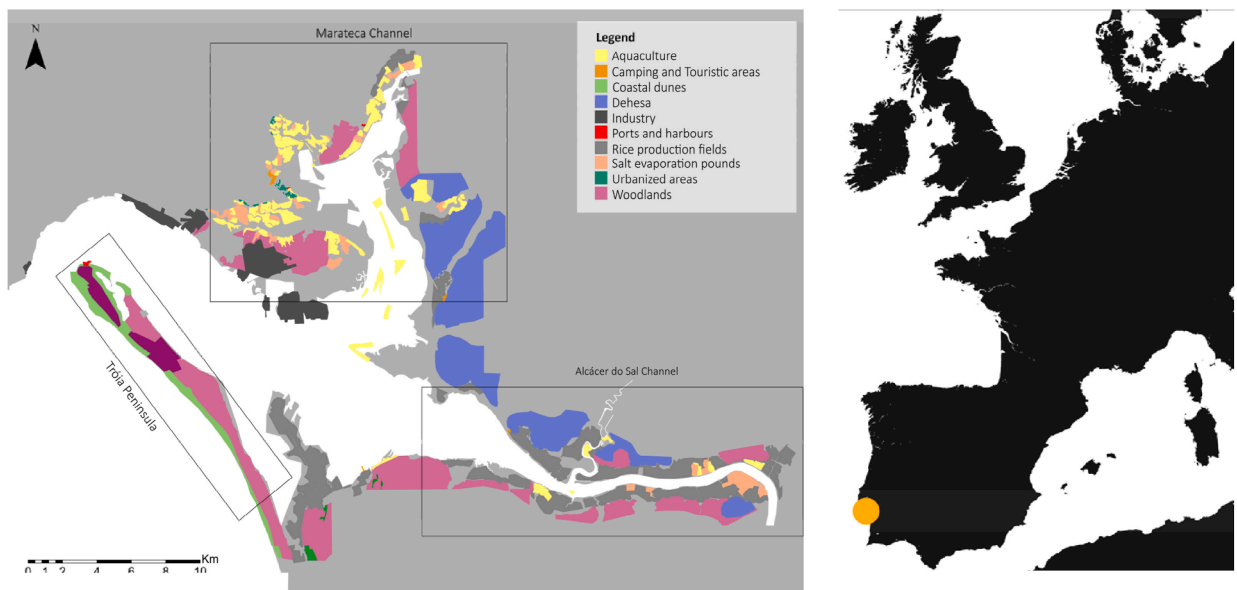 N
Marateca Channel
Legend
Aquaculture
Camping and Touristic areas
Coastal dunes
Dehesa
Industry
Ports and harbours
Rice production fields
Salt evaporation pounds
Urbanized areas
Woodlands
Tróia Peninsula
Alcácer do Sal Channel
Km
0 1 2 4 6 8 10